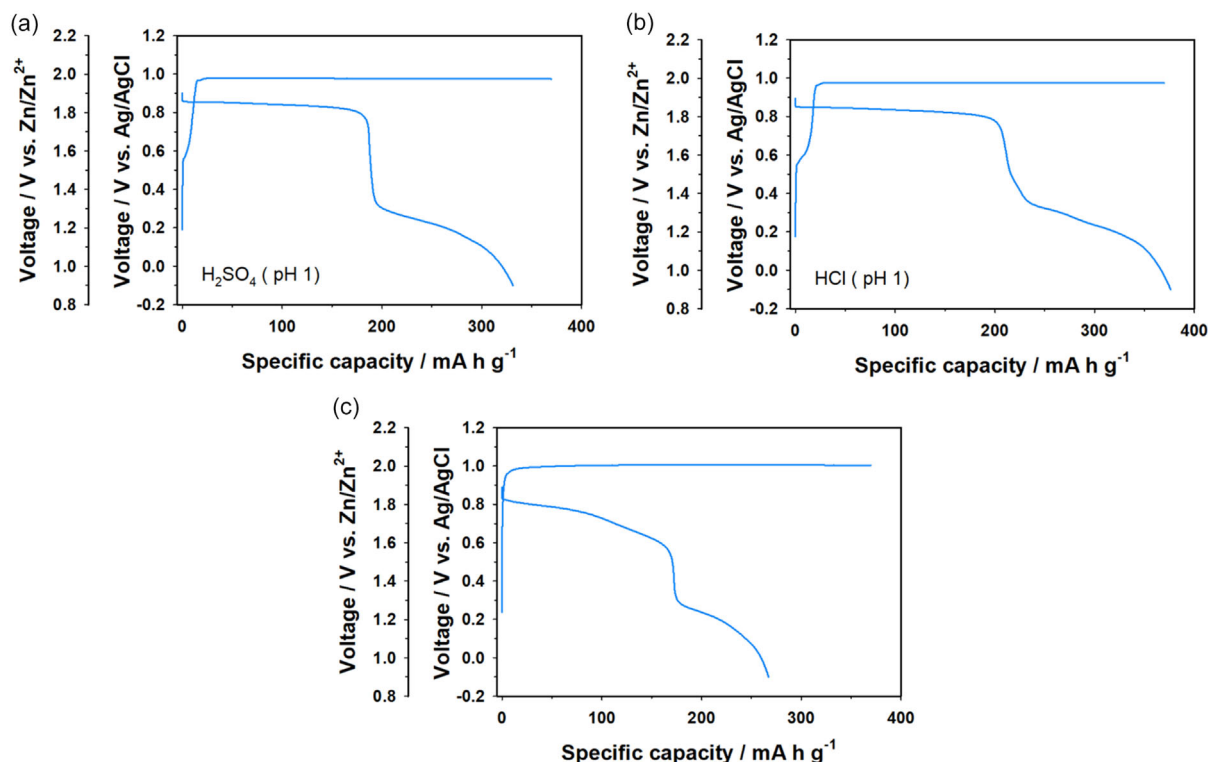 (a)
Voltage / V vs. Zn/Zn²⁺
2.2
2.0
1.8
1.6
1.4
1.2
1.0
0.8
Voltage / V vs. Ag/AgCl
1.2
1.0
0.8
0.6
0.4
0.2
0.0
-0.2
H₂SO₄ ( pH 1)
0 100 200 300 400
Specific capacity / mA h g⁻¹
(b)
Voltage / V vs. Zn/Zn²⁺
2.2
2.0
1.8
1.6
1.4
1.2
1.0
0.8
Voltage / V vs. Ag/AgCl
1.2
1.0
0.8
0.6
0.4
0.2
0.0
-0.2
HCl ( pH 1)
0 100 200 300 400
Specific capacity / mA h g⁻¹
(c)
Voltage / V vs. Zn/Zn²⁺
2.2
2.0
1.8
1.6
1.4
1.2
1.0
0.8
Voltage / V vs. Ag/AgCl
1.2
1.0
0.8
0.6
0.4
0.2
0.0
-0.2
0 100 200 300 400
Specific capacity / mA h g⁻¹